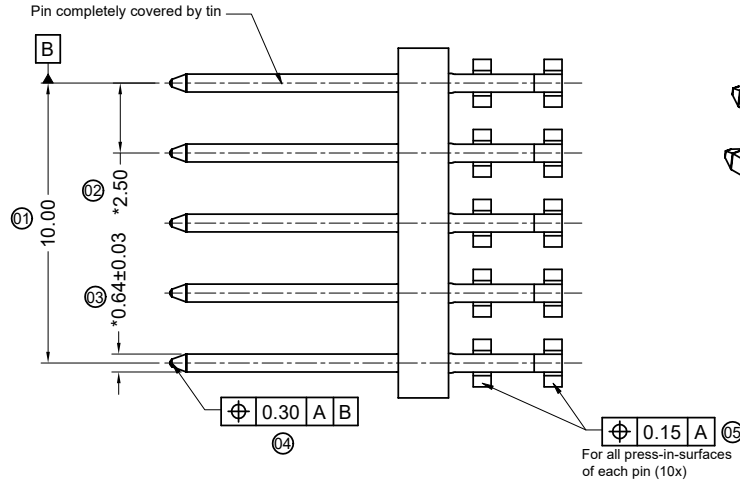 Pin completely covered by tin
B
01
10.00
02
*2.50
03
*0.64±0.03
⌖ 0.30 A B
04
⌖ 0.15 A
05
For all press-in-surfaces
of each pin (10x)